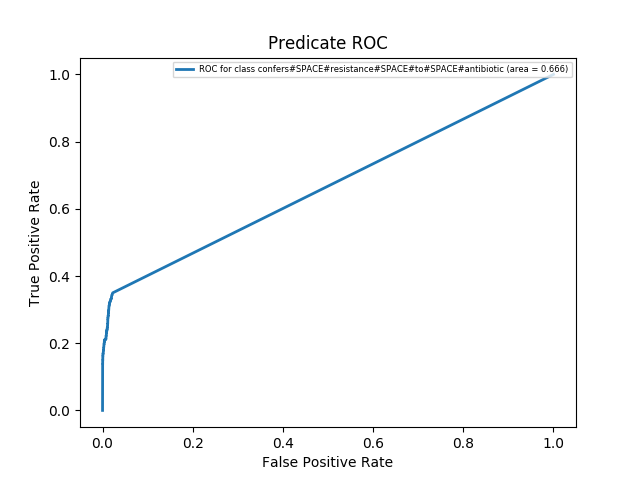 Predicate ROC
ROC for class confers#SPACE#resistance#SPACE#to#SPACE#antibiotic (area = 0.666)
1.0
0.8
0.6
0.4
0.2
0.0
True Positive Rate
0.0 0.2 0.4 0.6 0.8 1.0
False Positive Rate